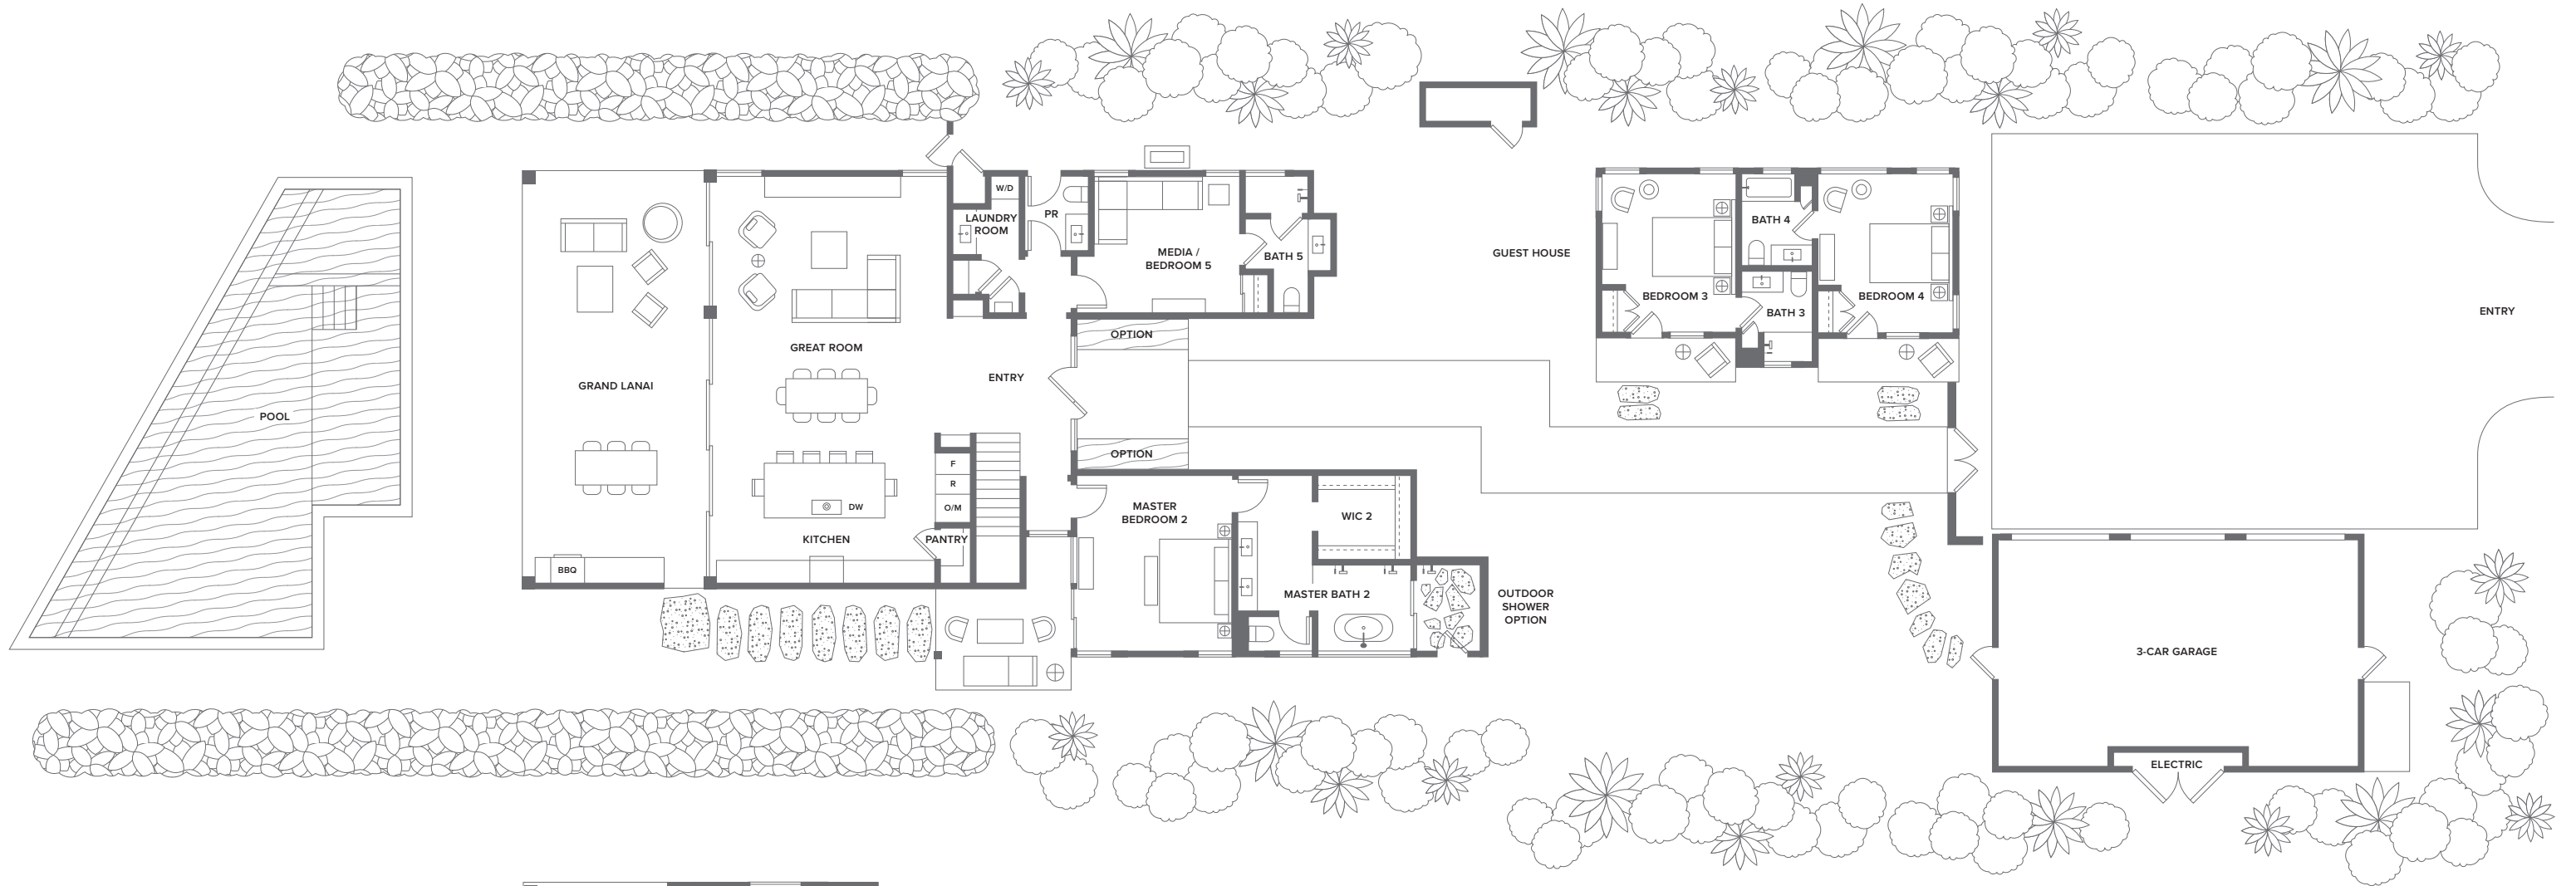 W/D
LAUNDRY
ROOM
PR
MEDIA /
BEDROOM 5
BATH 5
GUEST HOUSE
BATH 4
BEDROOM 3
BEDROOM 4
BATH 3
ENTRY
OPTION
GREAT ROOM
GRAND LANAI
ENTRY
POOL
OPTION
F
R
O/M
DW
KITCHEN
PANTRY
BBQ
MASTER
BEDROOM 2
WIC 2
MASTER BATH 2
OUTDOOR
SHOWER
OPTION
3-CAR GARAGE
ELECTRIC